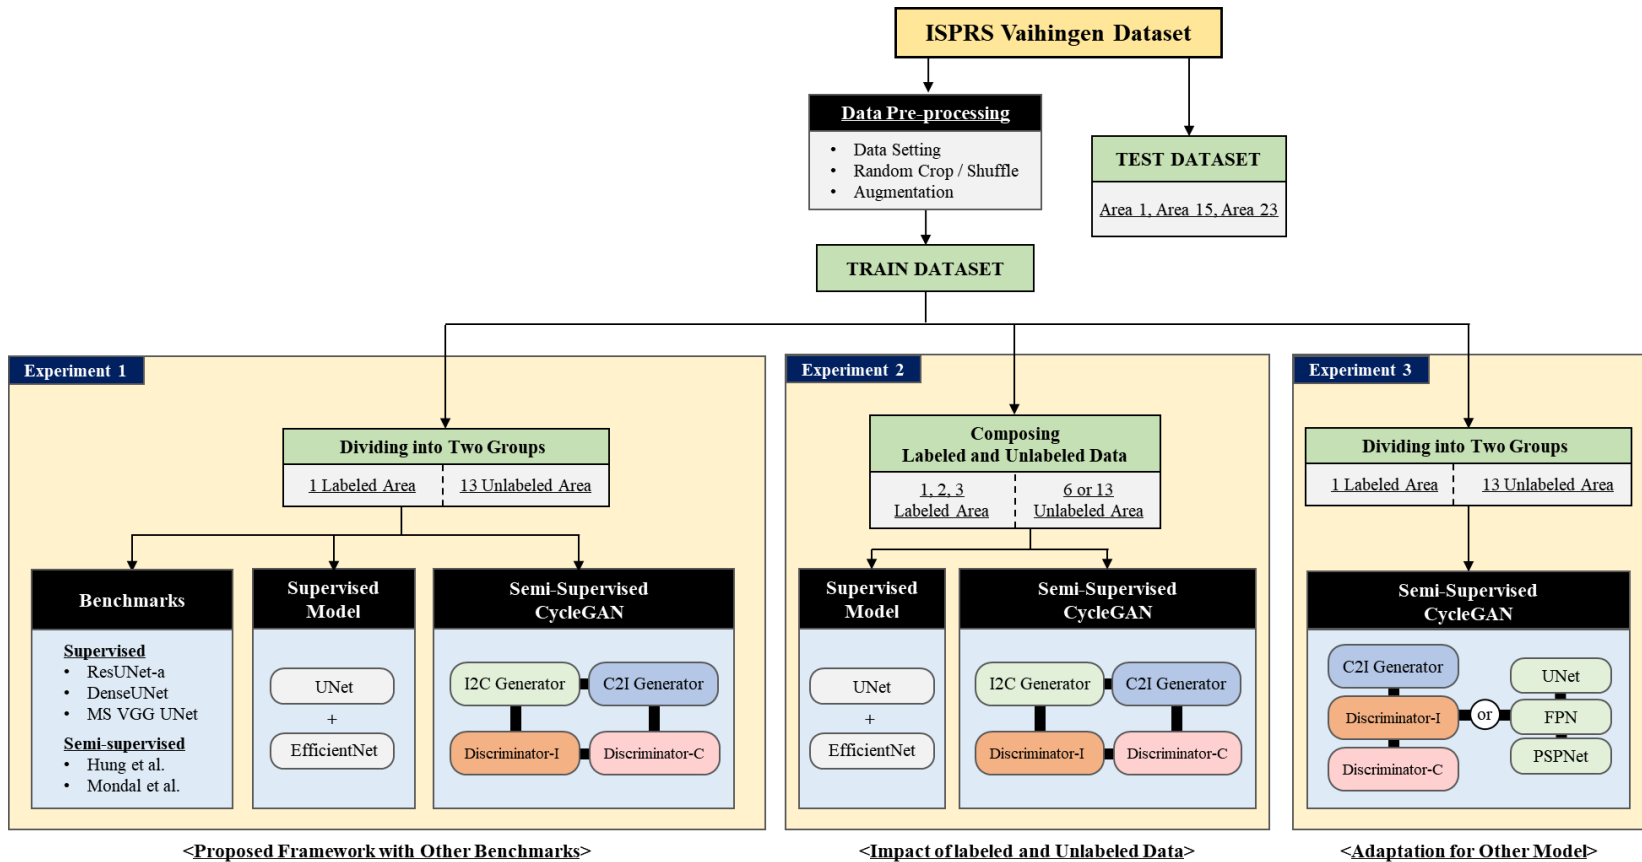 ISPRS Vaihingen Dataset
Data Pre-processing
• Data Setting
• Random Crop / Shuffle
• Augmentation
TEST DATASET
Area 1, Area 15, Area 23
TRAIN DATASET
Experiment 1
Dividing into Two Groups
1 Labeled Area
13 Unlabeled Area
Benchmarks
Supervised
• ResUNet-a
• DenseUNet
• MS VGG UNet
Semi-supervised
• Hung et al.
• Mondal et al.
Supervised
Model
UNet
+
EfficientNet
Semi-Supervised
CycleGAN
I2C Generator
C2I Generator
Discriminator-I
Discriminator-C
<Proposed Framework with Other Benchmarks>
Experiment 2
Composing
Labeled and Unlabeled Data
1, 2, 3
Labeled Area
6 or 13
Unlabeled Area
Supervised
Model
UNet
+
EfficientNet
Semi-Supervised
CycleGAN
I2C Generator
C2I Generator
Discriminator-I
Discriminator-C
<Impact of labeled and Unlabeled Data>
Experiment 3
Dividing into Two Groups
1 Labeled Area
13 Unlabeled Area
Semi-Supervised
CycleGAN
C2I Generator
Discriminator-I
Discriminator-C
or
UNet
FPN
PSPNet
<Adaptation for Other Model>